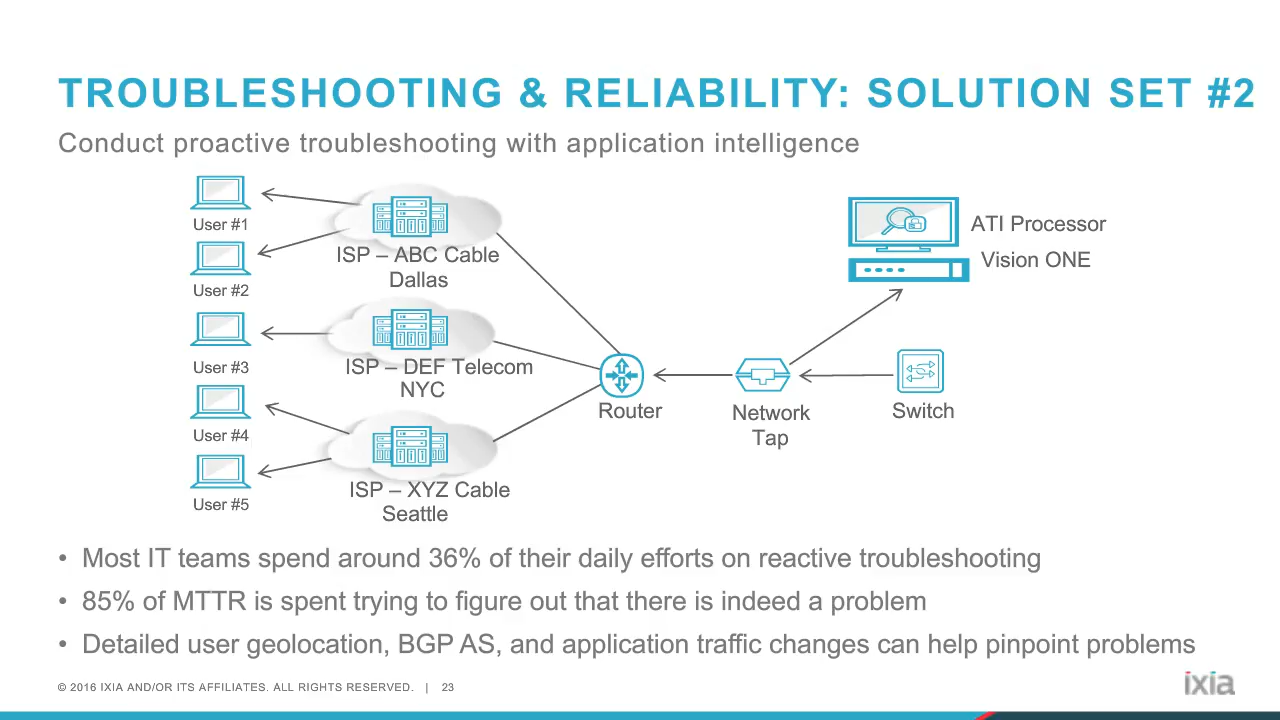 TROUBLESHOOTING & RELIABILITY: SOLUTION SET #2
Conduct proactive troubleshooting with application intelligence
User #1
User #2
User #3
User #4
User #5
ISP – ABC Cable
Dallas
ISP – DEF Telecom
NYC
ISP – XYZ Cable
Seattle
Router
Network
Tap
Switch
ATI Processor
Vision ONE
• Most IT teams spend around 36% of their daily efforts on reactive troubleshooting
• 85% of MTTR is spent trying to figure out that there is indeed a problem
• Detailed user geolocation, BGP AS, and application traffic changes can help pinpoint problems
© 2016 IXIA AND/OR ITS AFFILIATES. ALL RIGHTS RESERVED. | 23
ixia